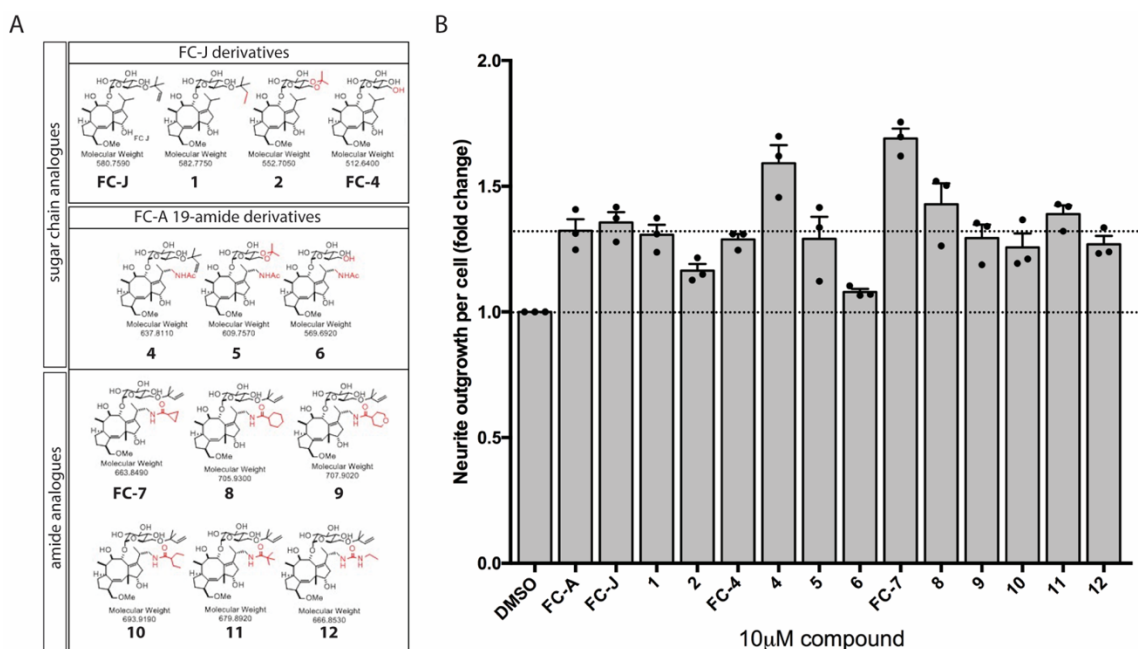 A
sugar chain analogues
FC-J derivatives
FC J
Molecular Weight
580.7590
FC-J
Molecular Weight
582.7750
1
Molecular Weight
552.7050
2
Molecular Weight
512.6400
FC-4
FC-A 19-amide derivatives
Molecular Weight
637.8110
4
Molecular Weight
609.7570
5
Molecular Weight
569.6920
6
amide analogues
Molecular Weight
663.8490
FC-7
Molecular Weight
705.9300
8
Molecular Weight
707.9020
9
Molecular Weight
693.9190
10
Molecular Weight
679.8920
11
Molecular Weight
666.8530
12
B
Neurite outgrowth per cell (fold change)
2.0
1.5
1.0
0.5
0.0
DMSO
FC-A
FC-J
1
2
FC-4
4
5
6
FC-7
8
9
10
11
12
10μM compound